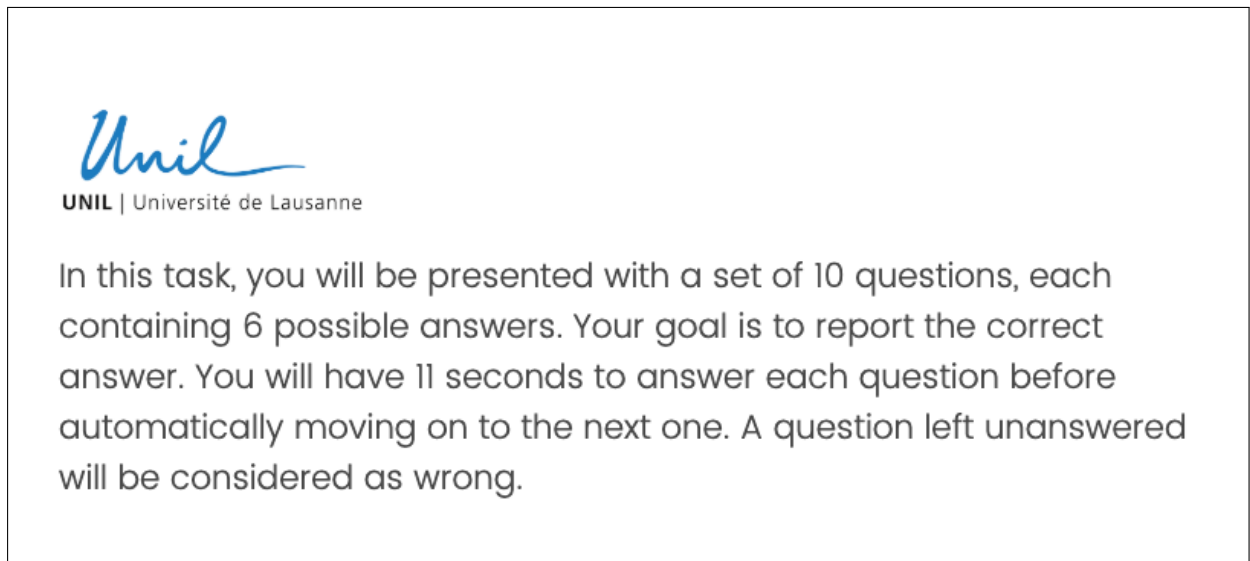 Unil
UNIL | Université de Lausanne
In this task, you will be presented with a set of 10 questions, each
containing 6 possible answers. Your goal is to report the correct
answer. You will have 11 seconds to answer each question before
automatically moving on to the next one. A question left unanswered
will be considered as wrong.